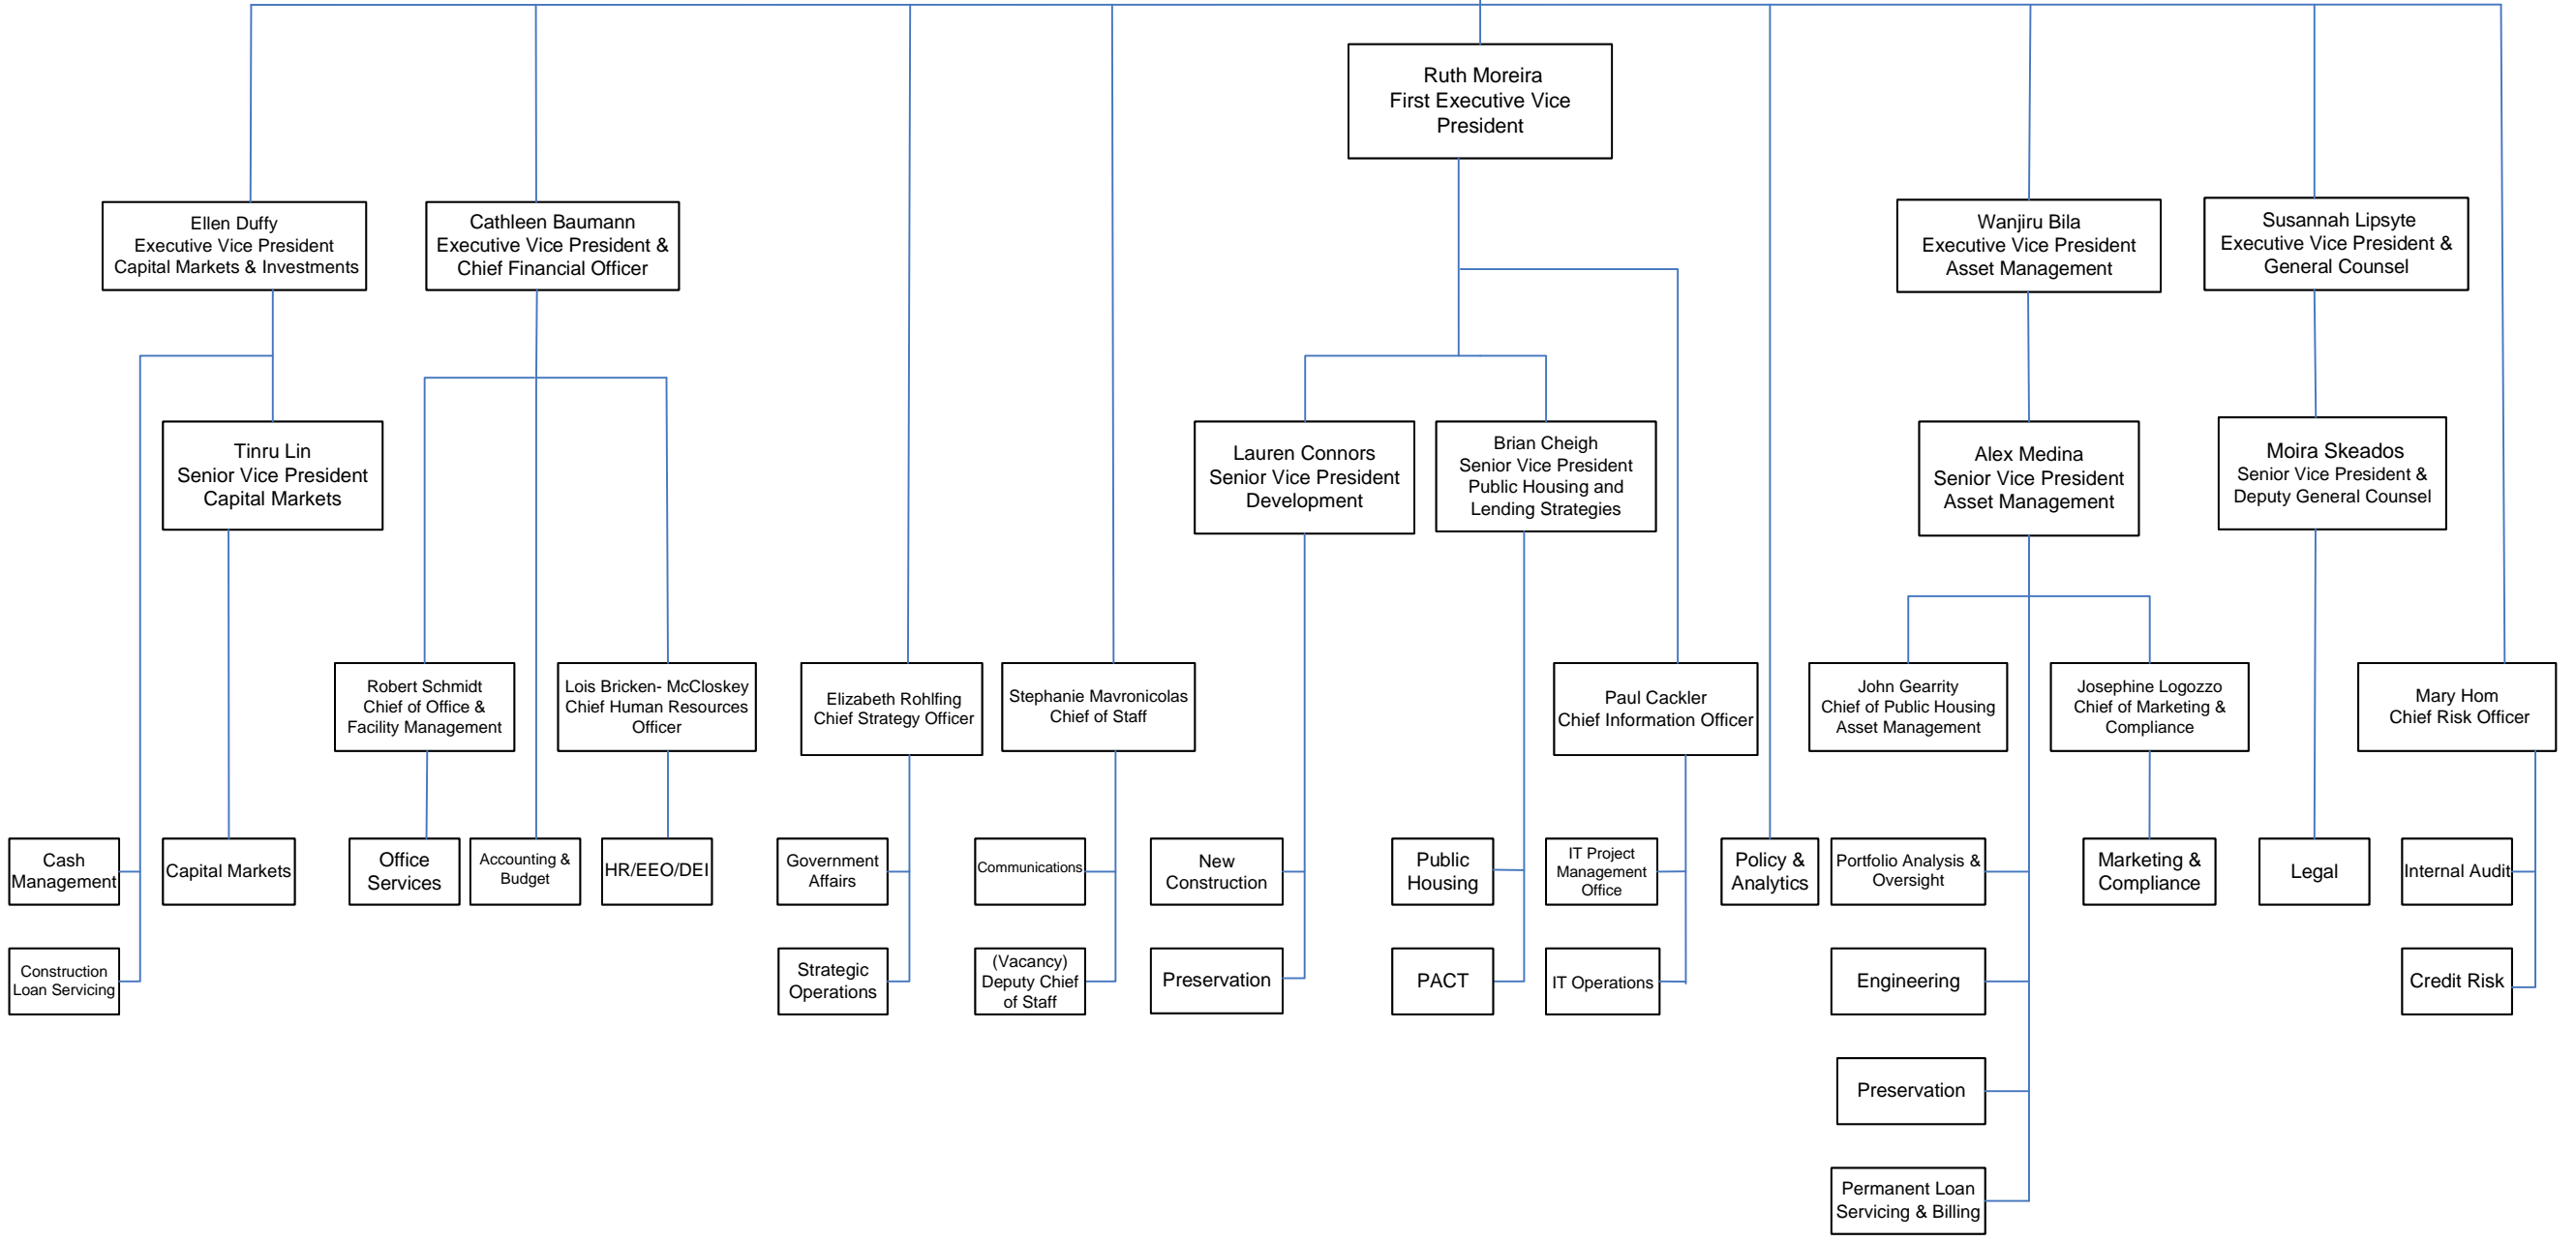 Ruth Moreira
First Executive Vice
President
Ellen Duffy
Executive Vice President
Capital Markets & Investments
Cathleen Baumann
Executive Vice President &
Chief Financial Officer
Wanjiru Bila
Executive Vice President
Asset Management
Susannah Lipsyte
Executive Vice President &
General Counsel
Tinru Lin
Senior Vice President
Capital Markets
Lauren Connors
Senior Vice President
Development
Brian Cheigh
Senior Vice President
Public Housing and
Lending Strategies
Alex Medina
Senior Vice President
Asset Management
Moira Skeados
Senior Vice President &
Deputy General Counsel
Robert Schmidt
Chief of Office &
Facility Management
Lois Bricken- McCloskey
Chief Human Resources
Officer
Elizabeth Rohlfing
Chief Strategy Officer
Stephanie Mavronicolas
Chief of Staff
Paul Cackler
Chief Information Officer
John Gearrity
Chief of Public Housing
Asset Management
Josephine Logozzo
Chief of Marketing &
Compliance
Mary Hom
Chief Risk Officer
Cash
Management
Capital Markets
Office
Services
Accounting &
Budget
HR/EEO/DEI
Government
Affairs
Communications
New
Construction
Public
Housing
IT Project
Management
Office
Policy &
Analytics
Portfolio Analysis &
Oversight
Marketing &
Compliance
Legal
Internal Audit
Construction
Loan Servicing
Strategic
Operations
(Vacancy)
Deputy Chief
of Staff
Preservation
PACT
IT Operations
Engineering
Credit Risk
Preservation
Permanent Loan
Servicing & Billing